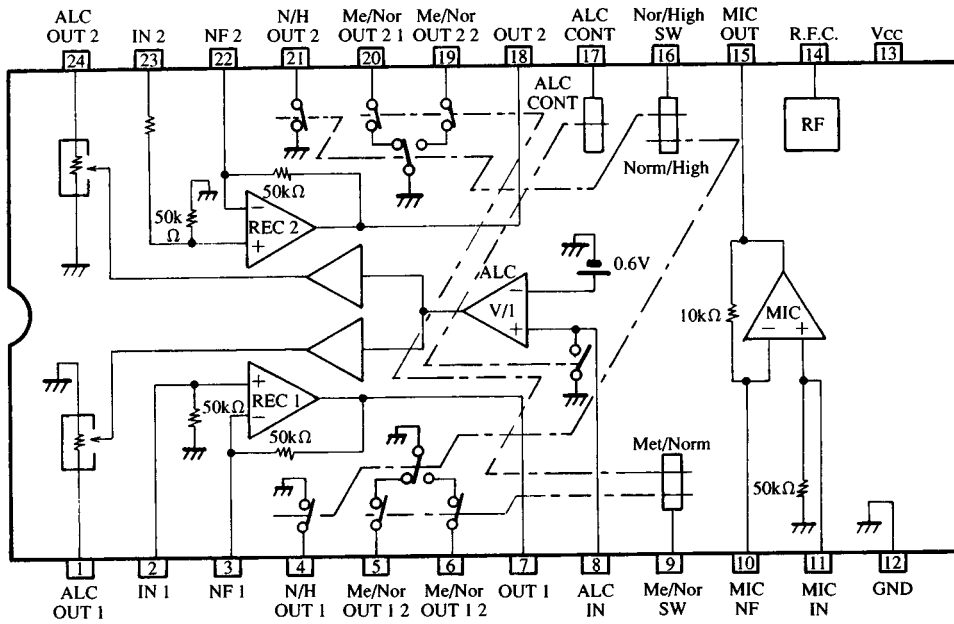 ALC OUT 2
IN 2
NF 2
N/H OUT 2
Me/Nor OUT 2 1
Me/Nor OUT 2 2
OUT 2
ALC CONT
Nor/High SW
MIC OUT
R.F.C.
Vcc
24
23
22
21
20
19
18
17
16
15
14
13
ALC CONT
RF
Norm/High
50kΩ
50k Ω
REC 2
−
+
ALC
0.6V
V/1
−
+
10kΩ
MIC
−
+
REC 1
+
−
50kΩ
50kΩ
Met/Norm
50kΩ
1
2
3
4
5
6
7
8
9
10
11
12
ALC OUT 1
IN 1
NF 1
N/H OUT 1
Me/Nor OUT 1 2
Me/Nor OUT 1 2
OUT 1
ALC IN
Me/Nor SW
MIC NF
MIC IN
GND